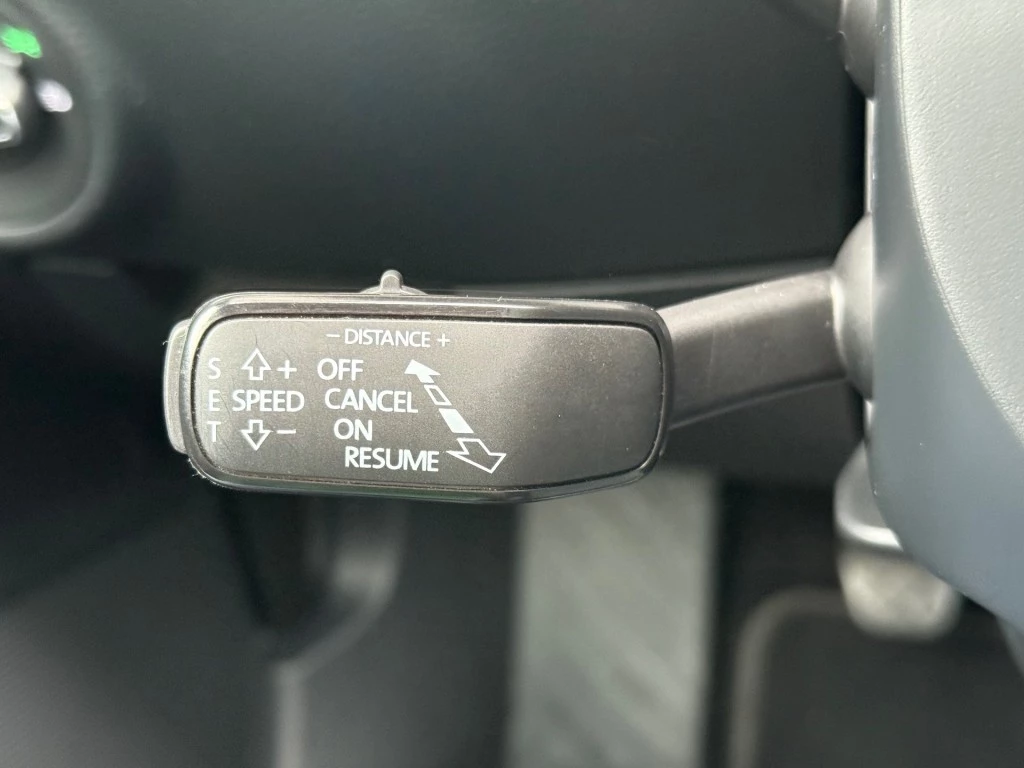 − DISTANCE +
S + OFF
E SPEED CANCEL
T − ON
RESUME